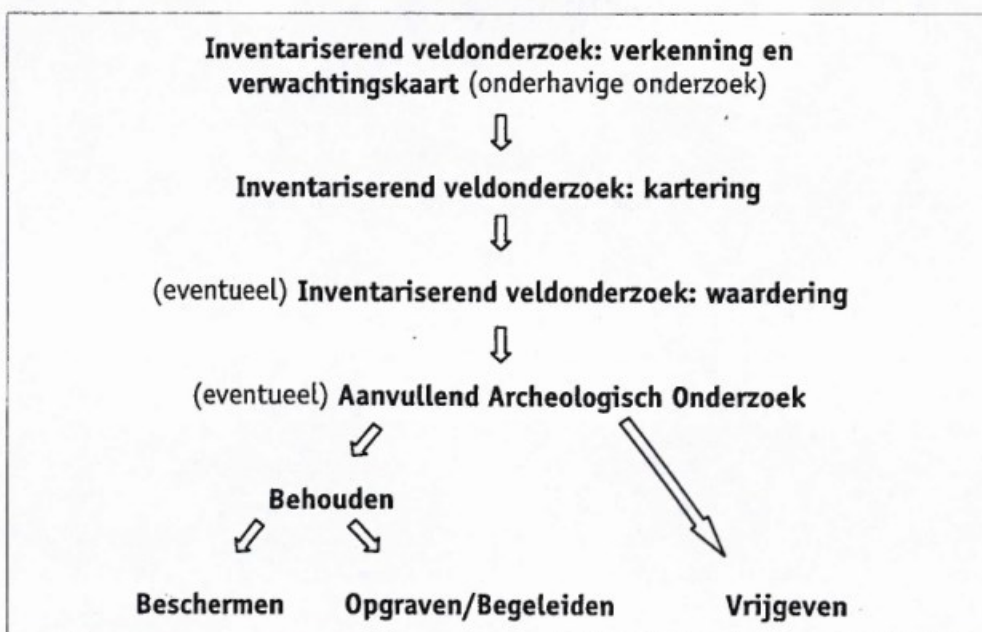 Inventariserend veldonderzoek: verkenning en
verwachtingskaart (onderhavige onderzoek)
Inventariserend veldonderzoek: kartering
(eventueel) Inventariserend veldonderzoek: waardering
(eventueel) Aanvullend Archeologisch Onderzoek
Behouden
Beschermen Opgraven/Begeleiden Vrijgeven